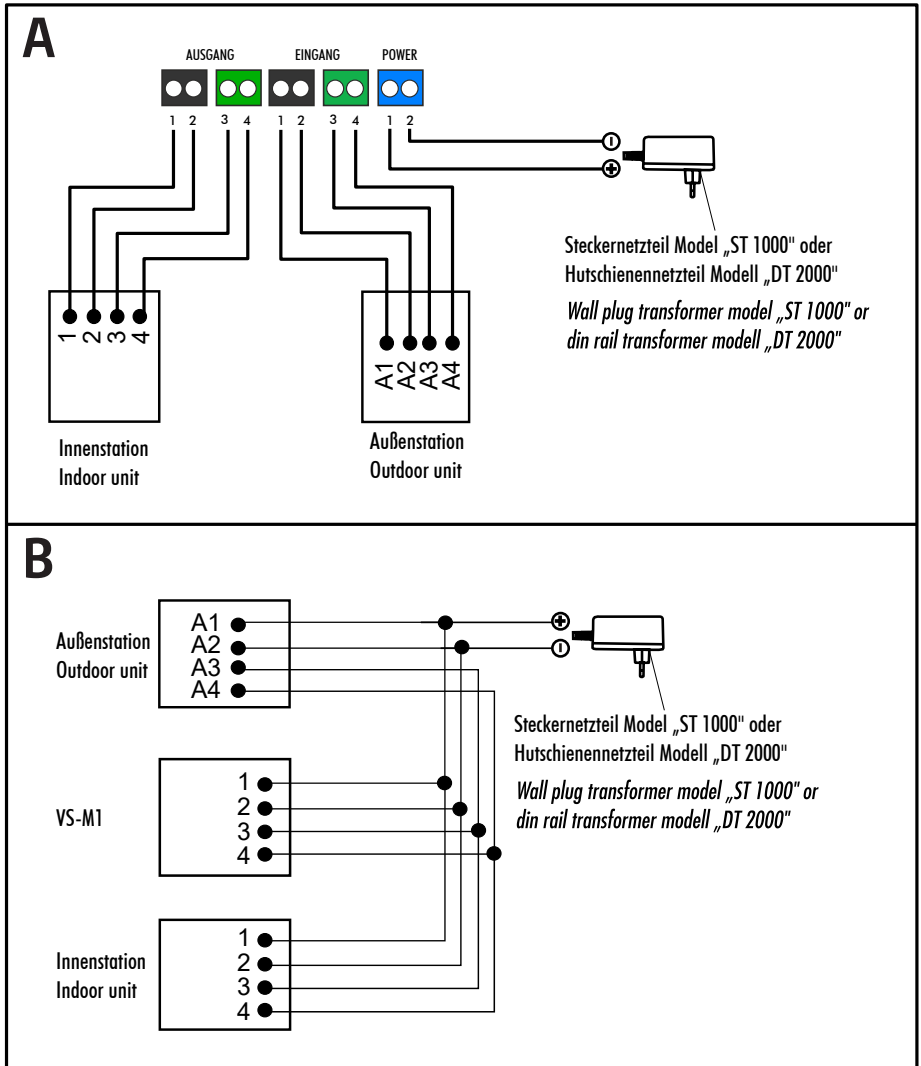 A
AUSGANG EINGANG POWER
1 2 3 4 1 2 3 4 1 2
Steckernetzteil Model „ST 1000" oder
Hutschienennetzteil Modell „DT 2000"
Wall plug transformer model „ST 1000" or
din rail transformer modell „DT 2000"
1 2 3 4
A1 A2 A3 A4
Innenstation
Indoor unit
Außenstation
Outdoor unit
B
Außenstation
Outdoor unit
A1
A2
A3
A4
Steckernetzteil Model „ST 1000" oder
Hutschienennetzteil Modell „DT 2000"
Wall plug transformer model „ST 1000" or
din rail transformer modell „DT 2000"
VS-M1
1
2
3
4
Innenstation
Indoor unit
1
2
3
4